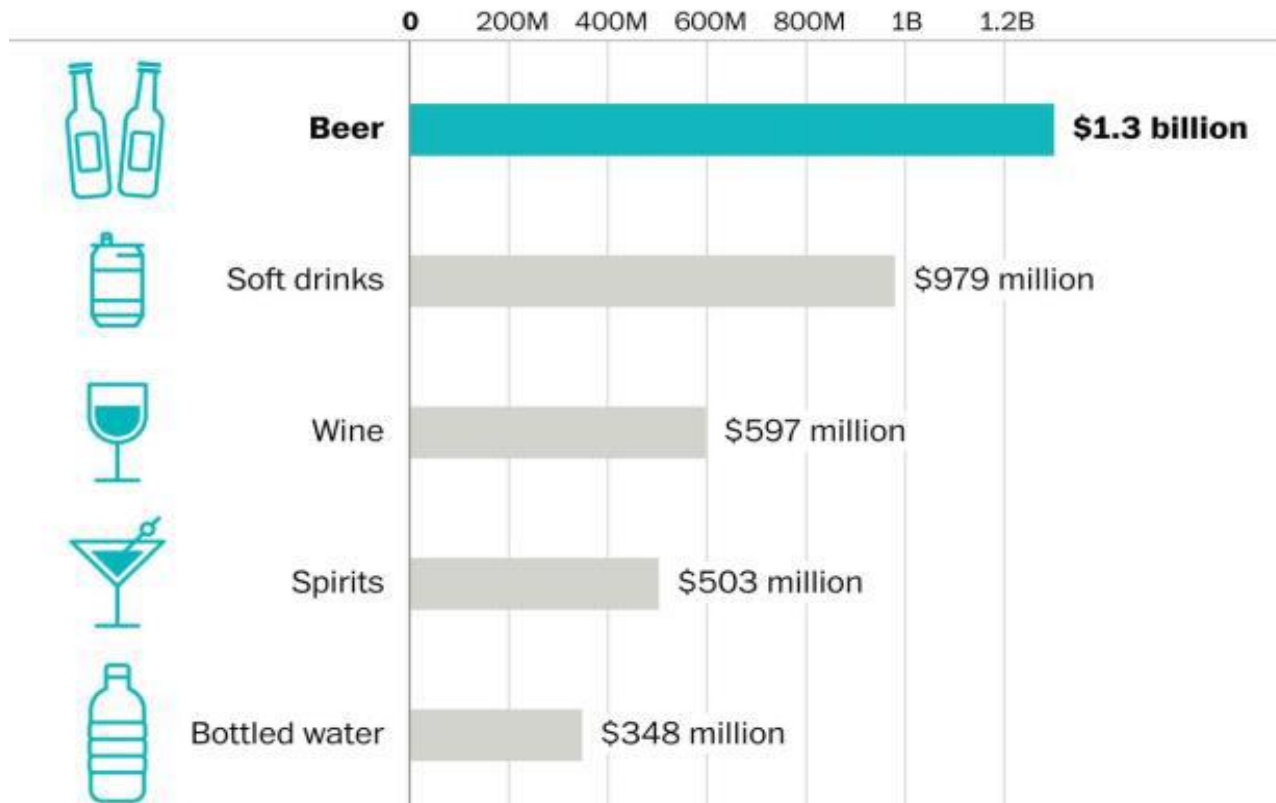 0 200M 400M 600M 800M 1B 1.2B
Beer $1.3 billion
Soft drinks $979 million
Wine $597 million
Spirits $503 million
Bottled water $348 million